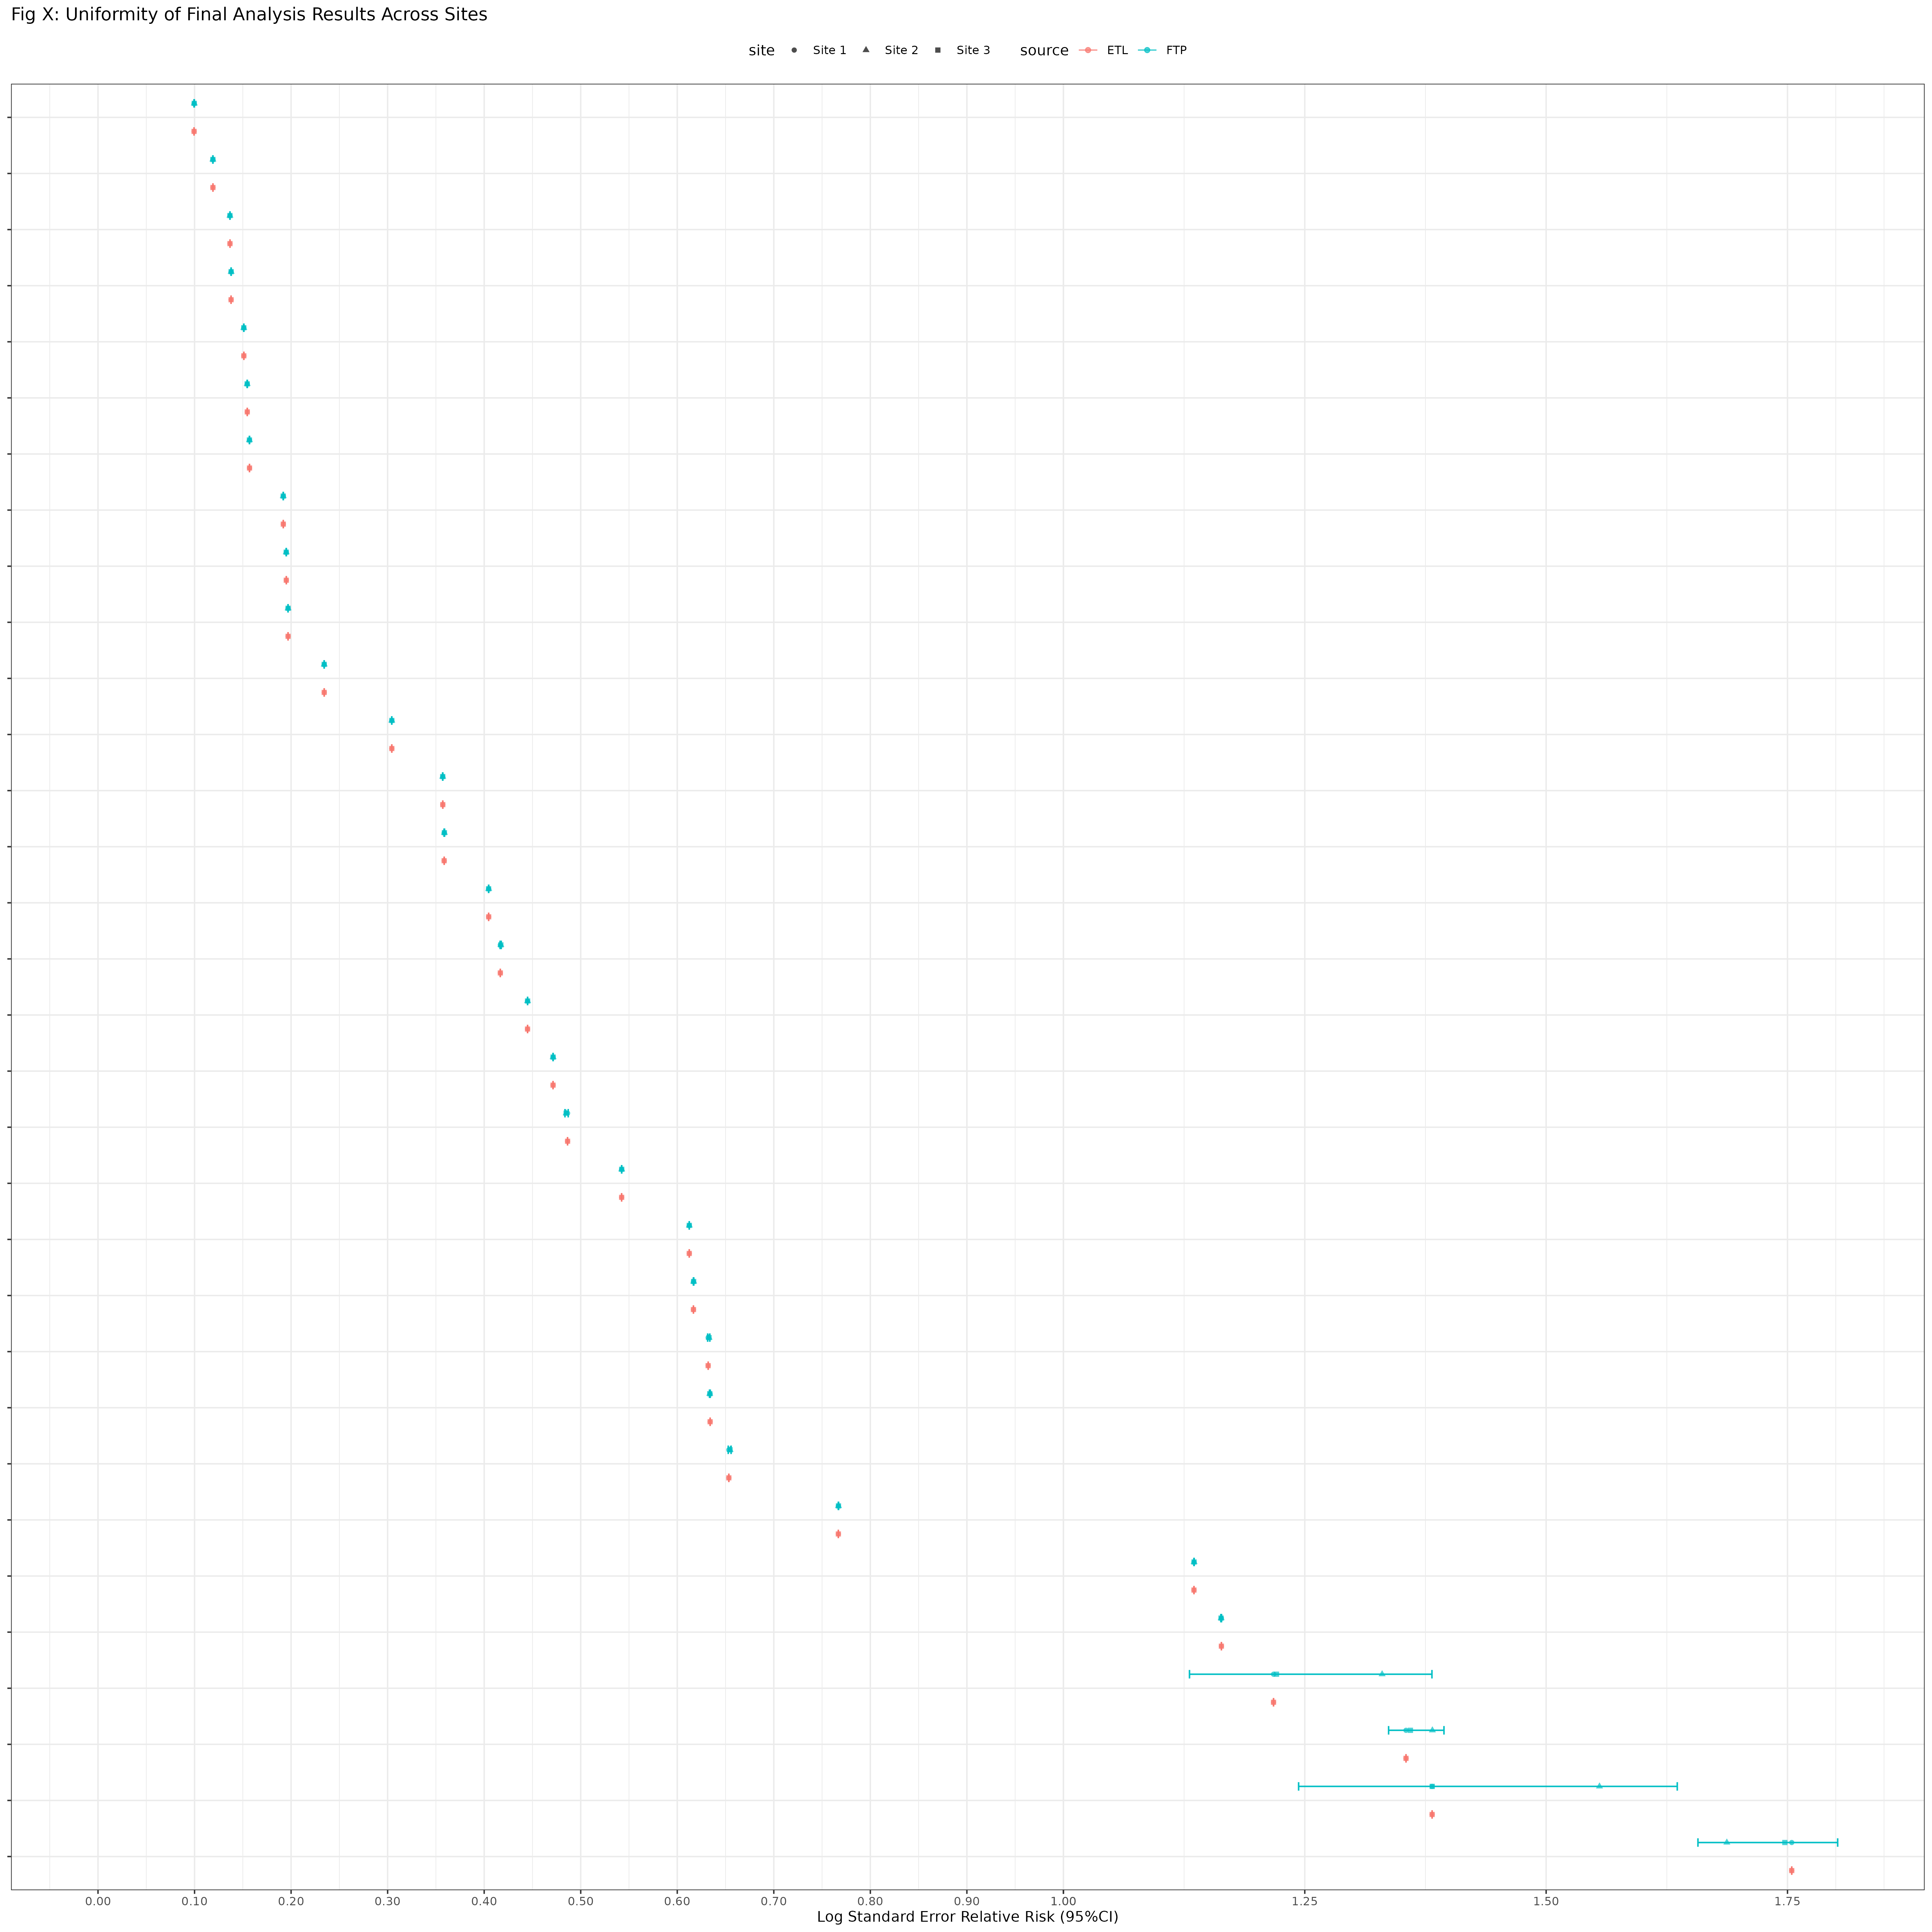 Fig X: Uniformity of Final Analysis Results Across Sites
site Site 1 Site 2 Site 3 source ETL FTP
0.00 0.10 0.20 0.30 0.40 0.50 0.60 0.70 0.80 0.90 1.00 1.25 1.50 1.75
Log Standard Error Relative Risk (95%CI)